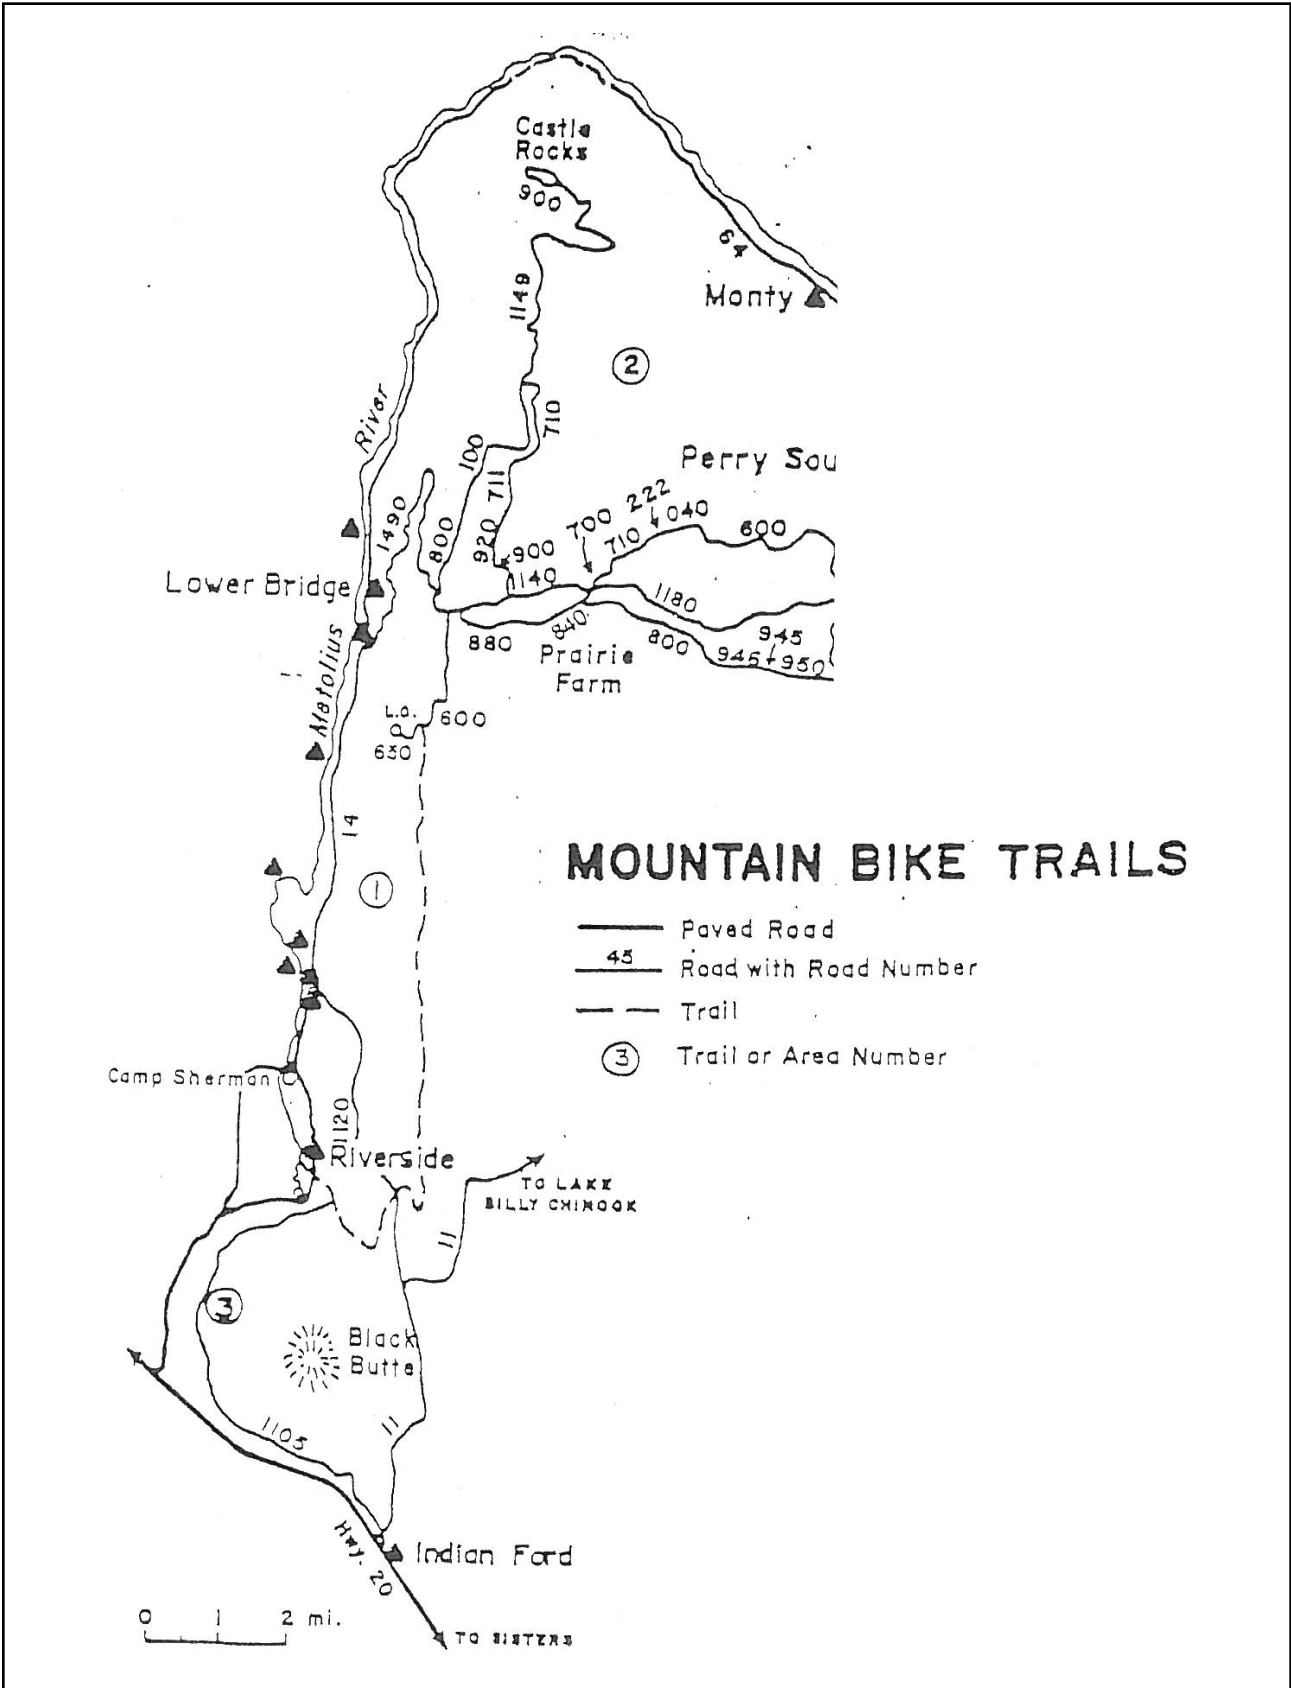 Castle
Rocks
900
64
1149
Monty
2
River
710
100
711
Perry Sou
1490
800
920
900
700
222
040
710
600
1140
Lower Bridge
1180
880
840
800
945
946+950
Prairie
Farm
Matolius
L.O.
600
630
14
1
MOUNTAIN BIKE TRAILS
Paved Road
45
Road with Road Number
Trail
3
Trail or Area Number
Camp Sherman
1120
Riverside
TO LAKE
BILLY CHINOOK
11
3
Black
Butte
1105
11
Hwy. 20
Indian Ford
0 1 2 mi.
TO SISTERS